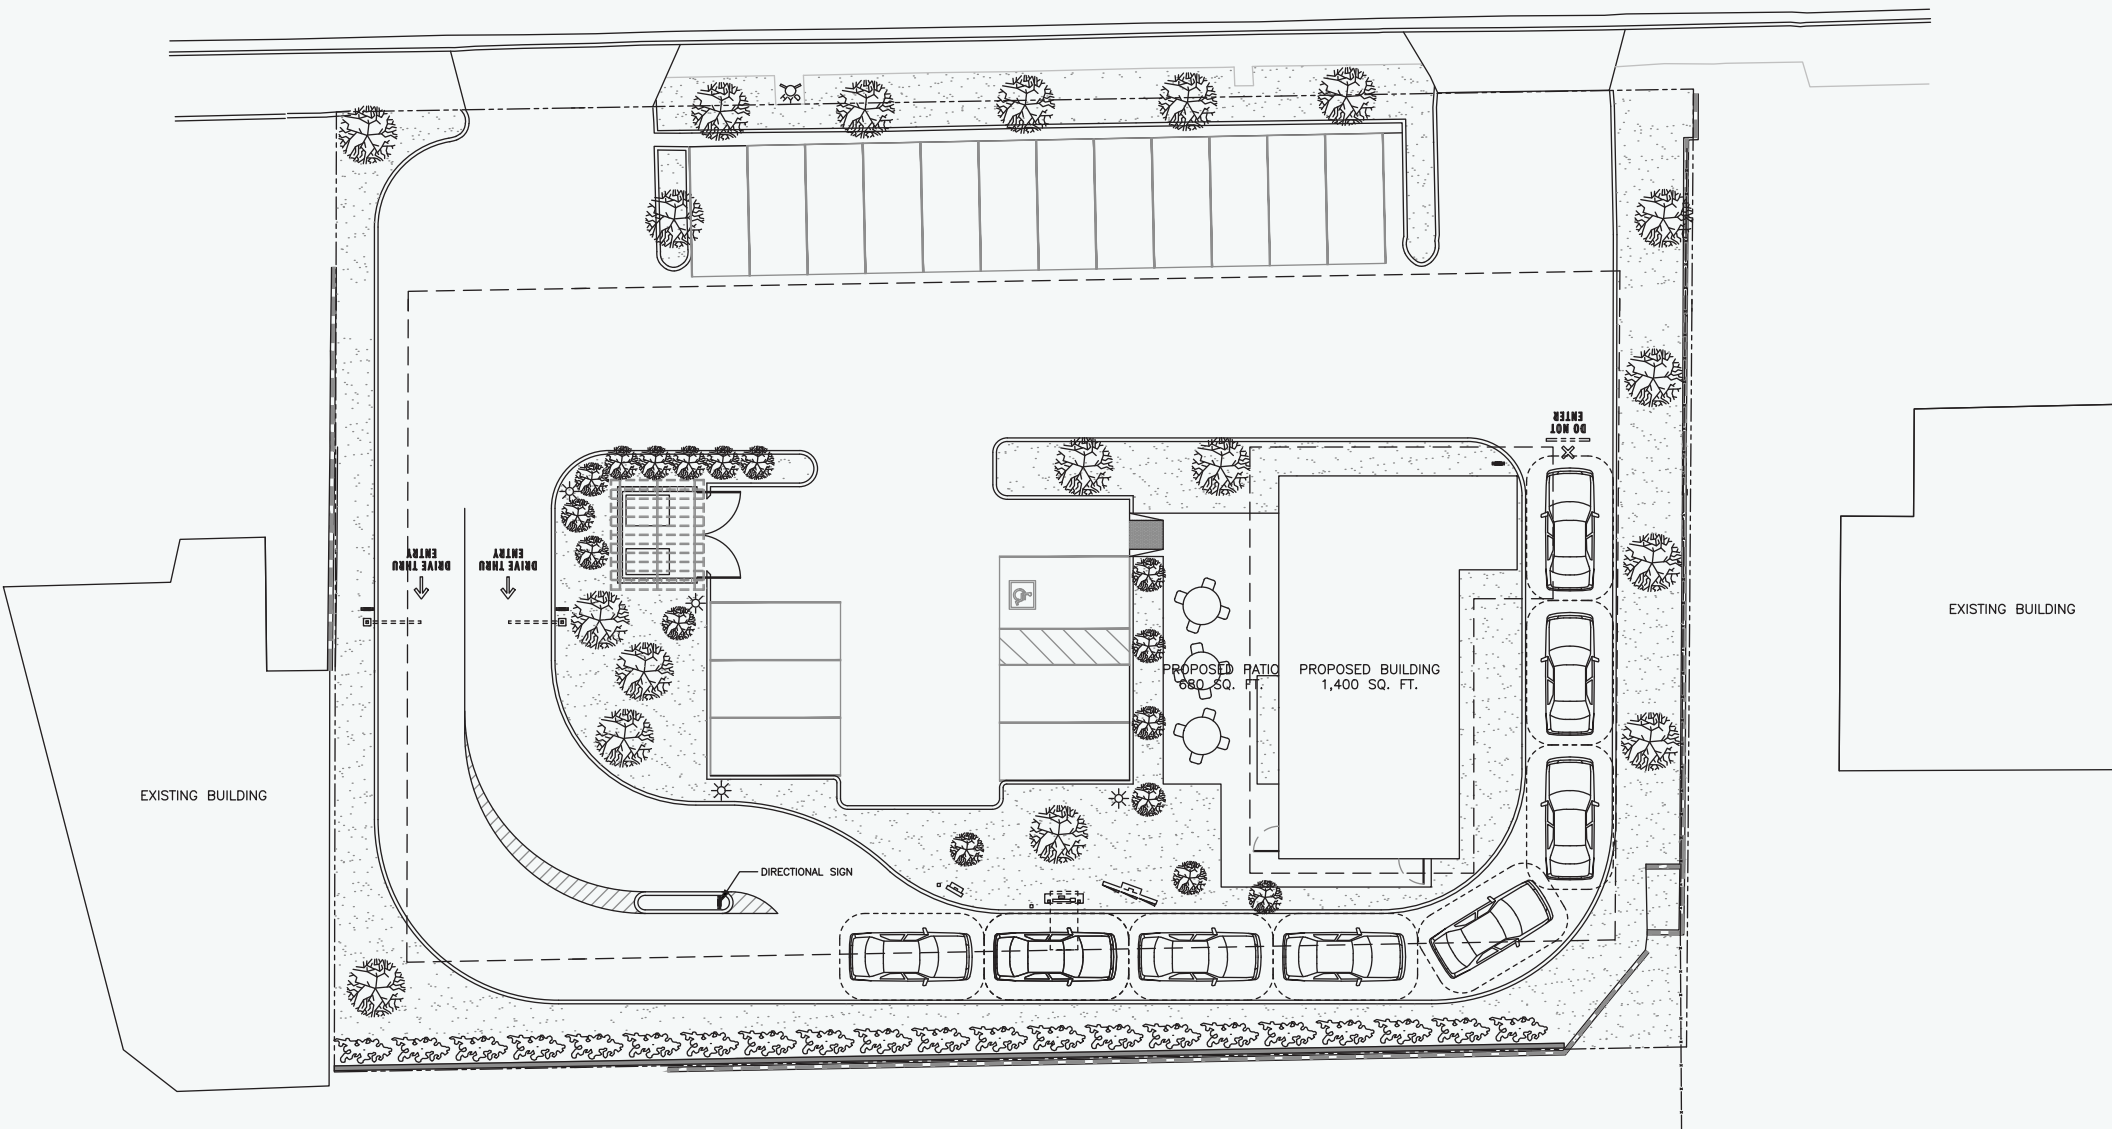 DO NOT
ENTER
DRIVE THRU
ENTRY
DRIVE THRU
ENTRY
EXISTING BUILDING
PROPOSED PATIO
680 SQ. FT.
PROPOSED BUILDING
1,400 SQ. FT.
EXISTING BUILDING
DIRECTIONAL SIGN